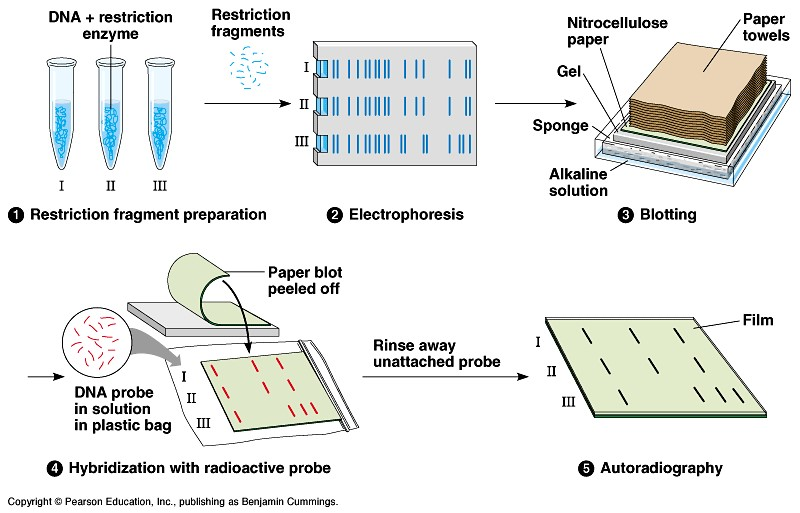 DNA + restriction
enzyme
Restriction
fragments
I
II
III
I
II
III
Nitrocellulose
paper
Paper
towels
Gel
Sponge
Alkaline
solution
1 Restriction fragment preparation
2 Electrophoresis
3 Blotting
Paper blot
peeled off
DNA probe
in solution
in plastic bag
I
II
III
Rinse away
unattached probe
Film
I
II
III
4 Hybridization with radioactive probe
5 Autoradiography
Copyright © Pearson Education, Inc., publishing as Benjamin Cummings.